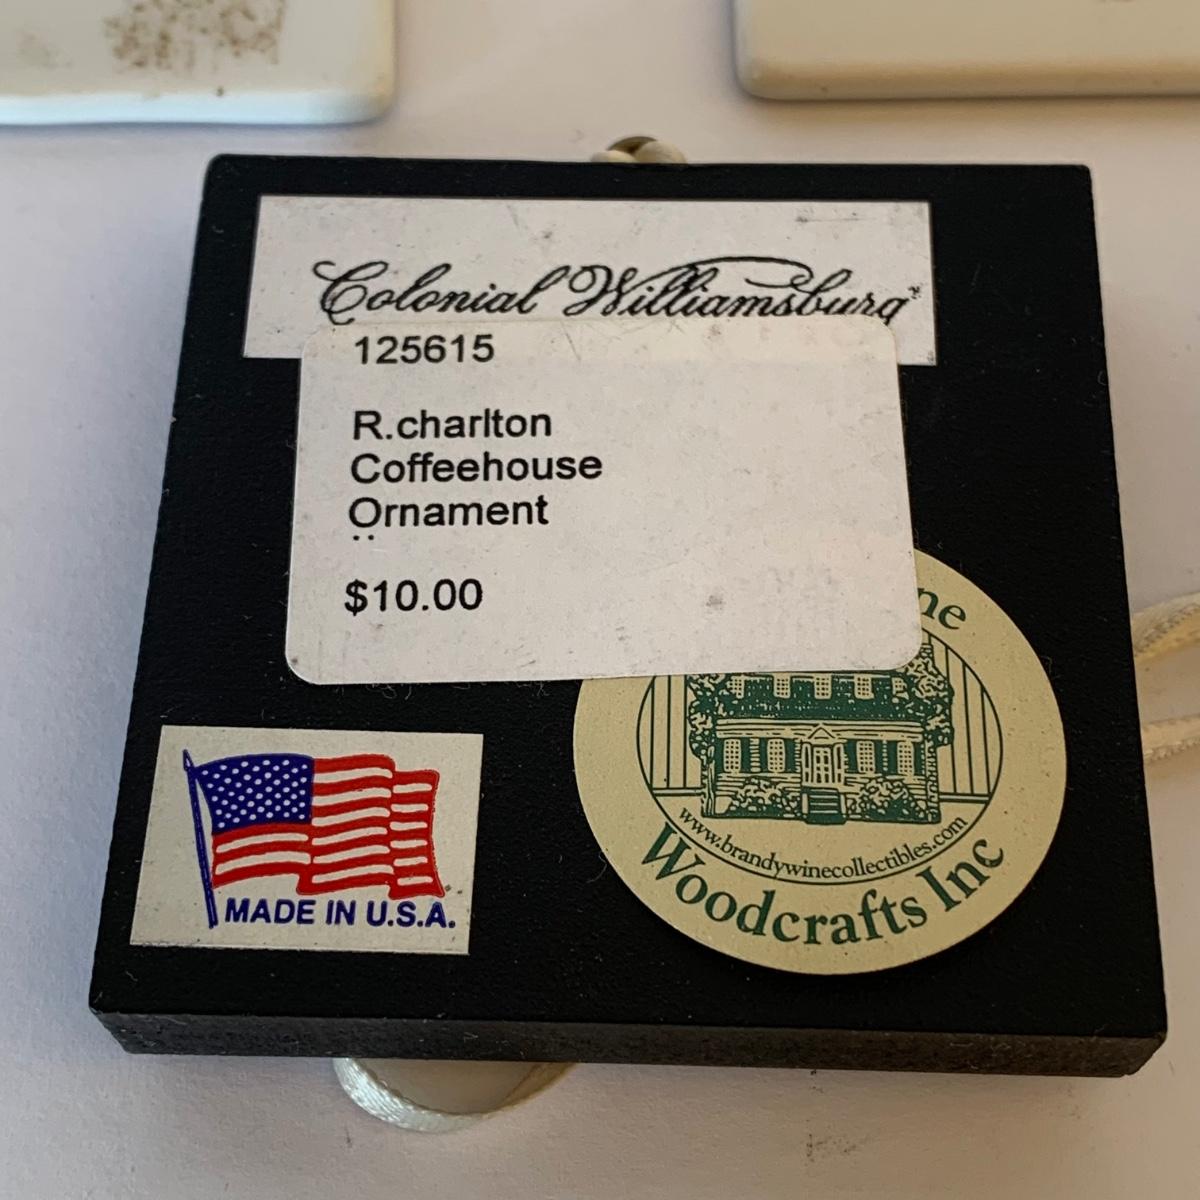 Colonial Williamsburg
125615
R.charlton
Coffeehouse
Ornament
$10.00
www.brandywinecollectibles.com
Woodcrafts Inc
MADE IN U.S.A.